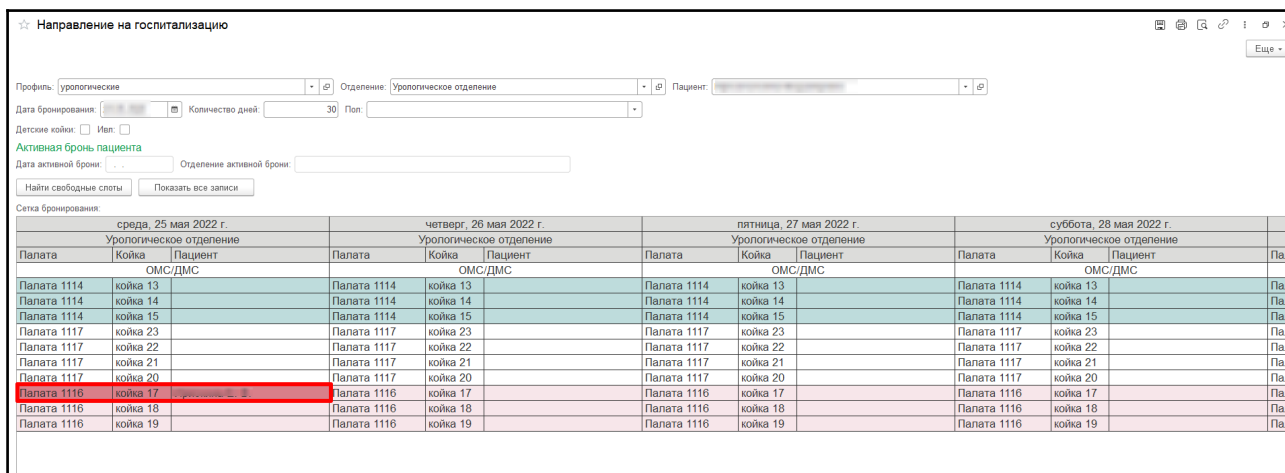 Направление на госпитализацию
Еще
Профиль: урологические Отделение: Урологическое отделение Пациент:
Дата бронирования: Количество дней: 30 Пол:
Детские койки: Ивл:
Активная бронь пациента
Дата активной брони: . . Отделение активной брони:
Найти свободные слоты Показать все записи
Сетка бронирования:
среда, 25 мая 2022 г. четверг, 26 мая 2022 г. пятница, 27 мая 2022 г. суббота, 28 мая 2022 г.
Урологическое отделение Урологическое отделение Урологическое отделение Урологическое отделение
Палата Койка Пациент Палата Койка Пациент Палата Койка Пациент Палата Койка Пациент Па
ОМС/ДМС ОМС/ДМС ОМС/ДМС ОМС/ДМС
Палата 1114 койка 13 Палата 1114 койка 13 Палата 1114 койка 13 Палата 1114 койка 13 Па
Палата 1114 койка 14 Палата 1114 койка 14 Палата 1114 койка 14 Палата 1114 койка 14 Па
Палата 1114 койка 15 Палата 1114 койка 15 Палата 1114 койка 15 Палата 1114 койка 15 Па
Палата 1117 койка 23 Палата 1117 койка 23 Палата 1117 койка 23 Палата 1117 койка 23 Па
Палата 1117 койка 22 Палата 1117 койка 22 Палата 1117 койка 22 Палата 1117 койка 22 Па
Палата 1117 койка 21 Палата 1117 койка 21 Палата 1117 койка 21 Палата 1117 койка 21 Па
Палата 1117 койка 20 Палата 1117 койка 20 Палата 1117 койка 20 Палата 1117 койка 20 Па
Палата 1116 койка 17 Палата 1116 койка 17 Палата 1116 койка 17 Палата 1116 койка 17 Па
Палата 1116 койка 18 Палата 1116 койка 18 Палата 1116 койка 18 Палата 1116 койка 18 Па
Палата 1116 койка 19 Палата 1116 койка 19 Палата 1116 койка 19 Палата 1116 койка 19 Па